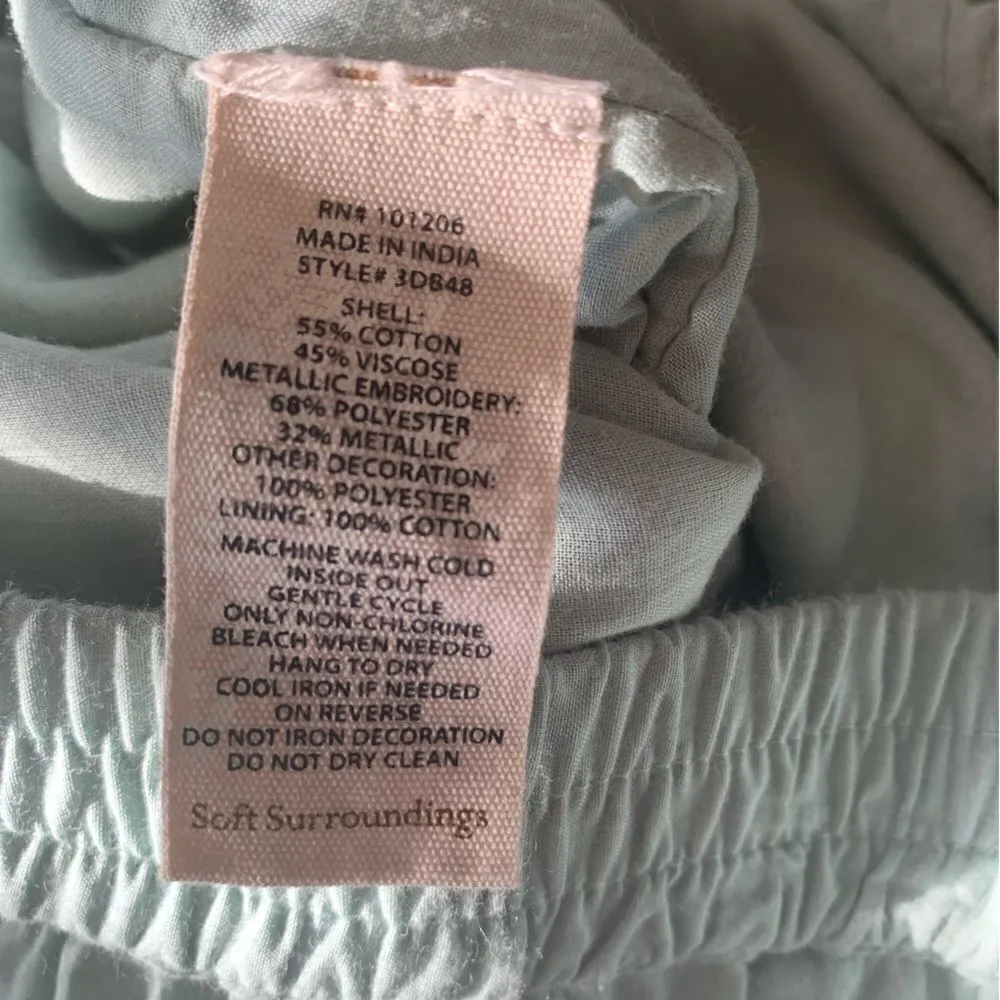 RN# 101206
MADE IN INDIA
STYLE# 3DB48
SHELL:
55% COTTON
45% VISCOSE
METALLIC EMBROIDERY:
68% POLYESTER
32% METALLIC
OTHER DECORATION:
100% POLYESTER
LINING: 100% COTTON
MACHINE WASH COLD
INSIDE OUT
GENTLE CYCLE
ONLY NON-CHLORINE
BLEACH WHEN NEEDED
HANG TO DRY
COOL IRON IF NEEDED
ON REVERSE
DO NOT IRON DECORATION
DO NOT DRY CLEAN
Soft Surroundings